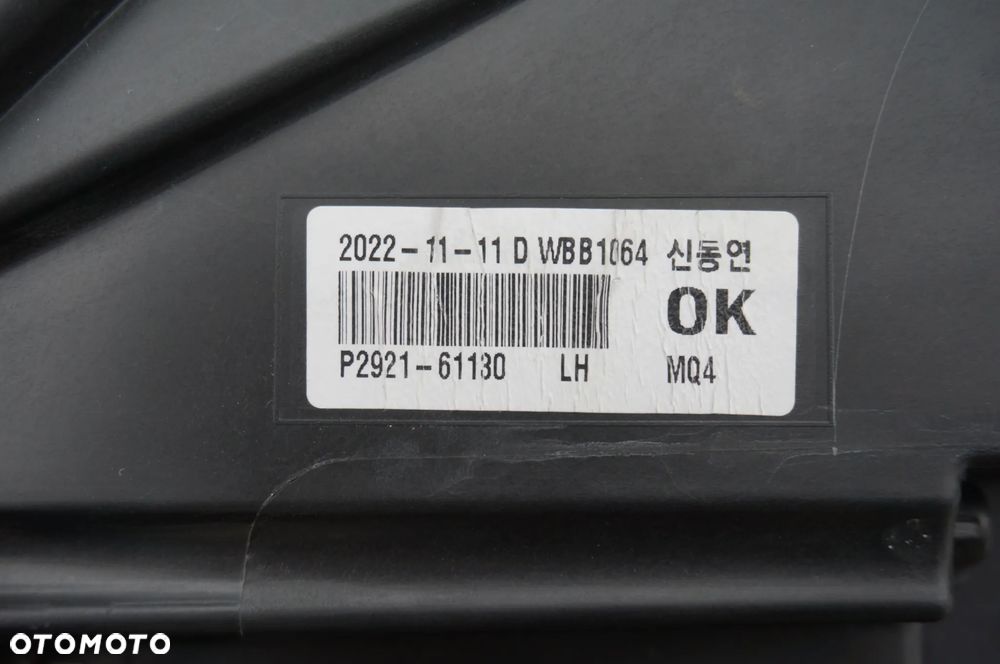 2022-11-11 D WBB1064 신동연
OK
P2921-61130 LH MQ4
OTOMOTO